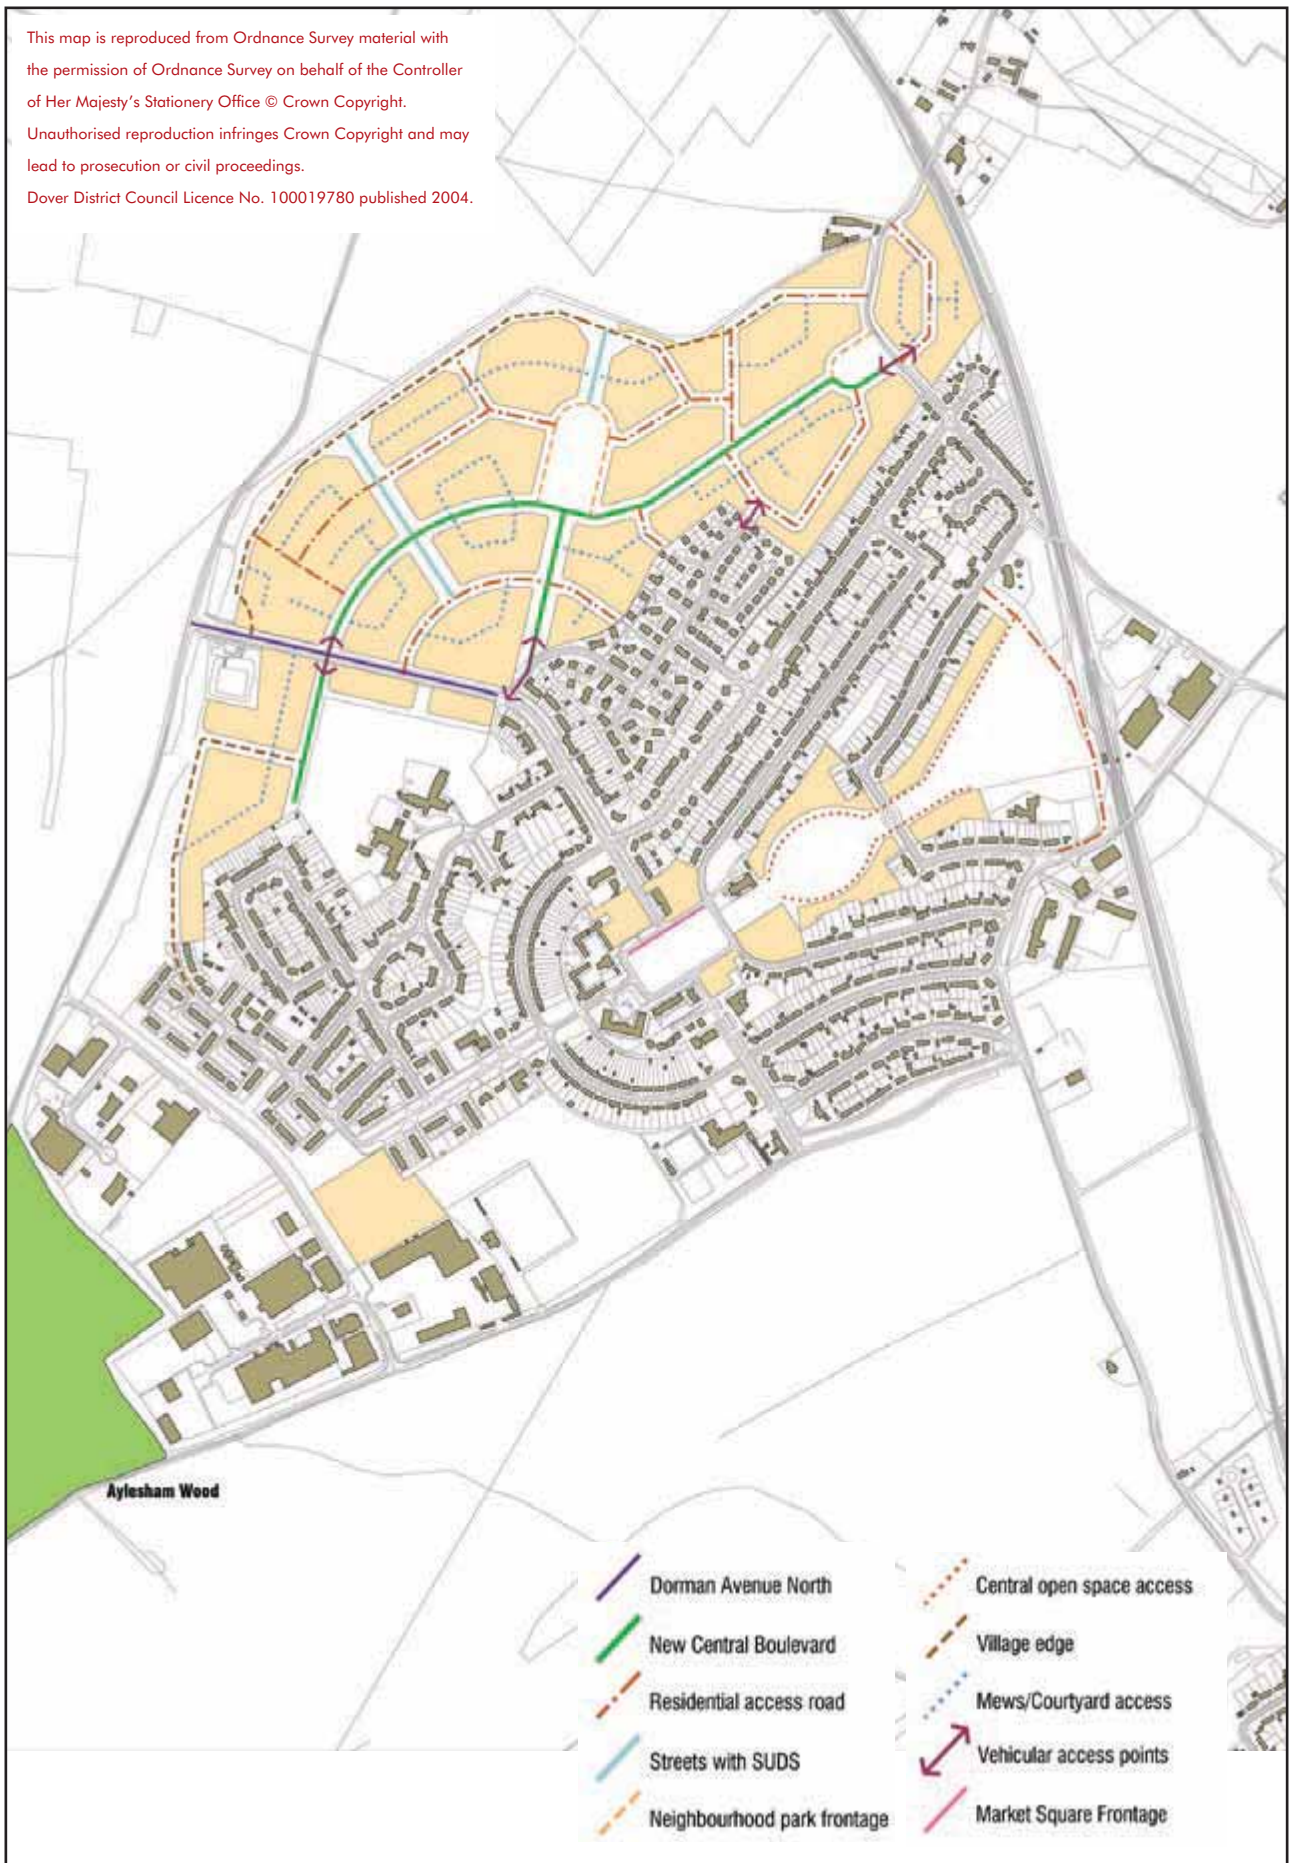 This map is reproduced from Ordnance Survey material with
the permission of Ordnance Survey on behalf of the Controller
of Her Majesty's Stationery Office © Crown Copyright.
Unauthorised reproduction infringes Crown Copyright and may
lead to prosecution or civil proceedings.
Dover District Council Licence No. 100019780 published 2004.
Aylesham Wood
Dorman Avenue North
New Central Boulevard
Residential access road
Streets with SUDS
Neighbourhood park frontage
Central open space access
Village edge
Mews/Courtyard access
Vehicular access points
Market Square Frontage